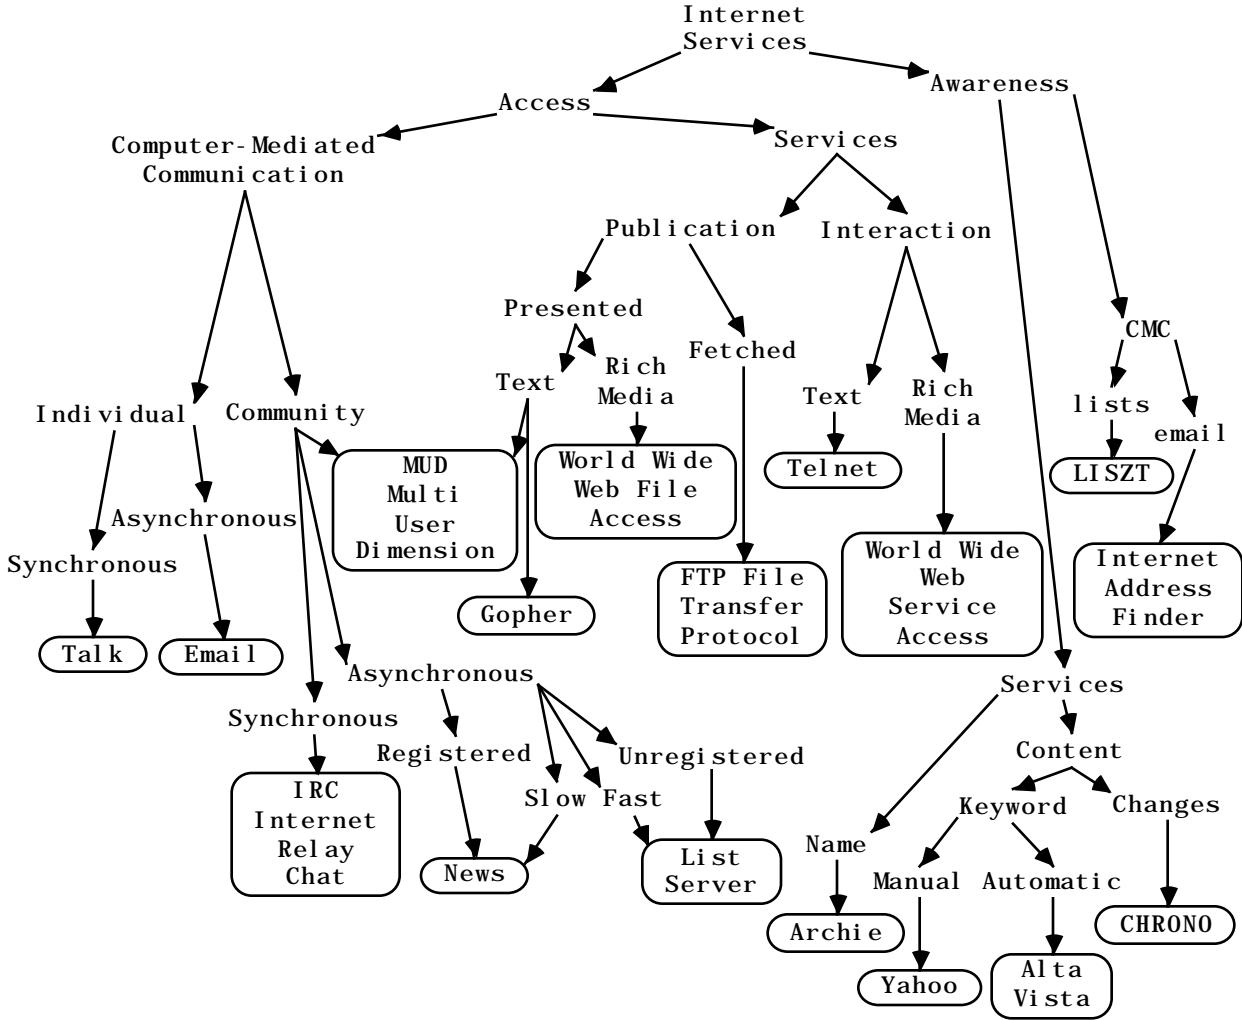 Internet
Services
Awareness
Access
Computer-Mediated
Communication
Services
Publication
Interaction
Presented
CMC
Fetched
Rich
Media
Text
Text
Rich
Media
lists
Individual
Community
email
MUD
Multi
User
Dimension
World Wide
Web File
Access
Telnet
LISZT
Asynchronous
Synchronous
World Wide
Web
Service
Access
Internet
Address
Finder
FTP File
Transfer
Protocol
Gopher
Talk
Email
Asynchronous
Services
Synchronous
Registered
Unregistered
Content
IRC
Internet
Relay
Chat
Slow
Fast
Keyword
Changes
Name
News
List
Server
Manual
Automatic
Archie
CHRONO
Yahoo
Alta
Vista